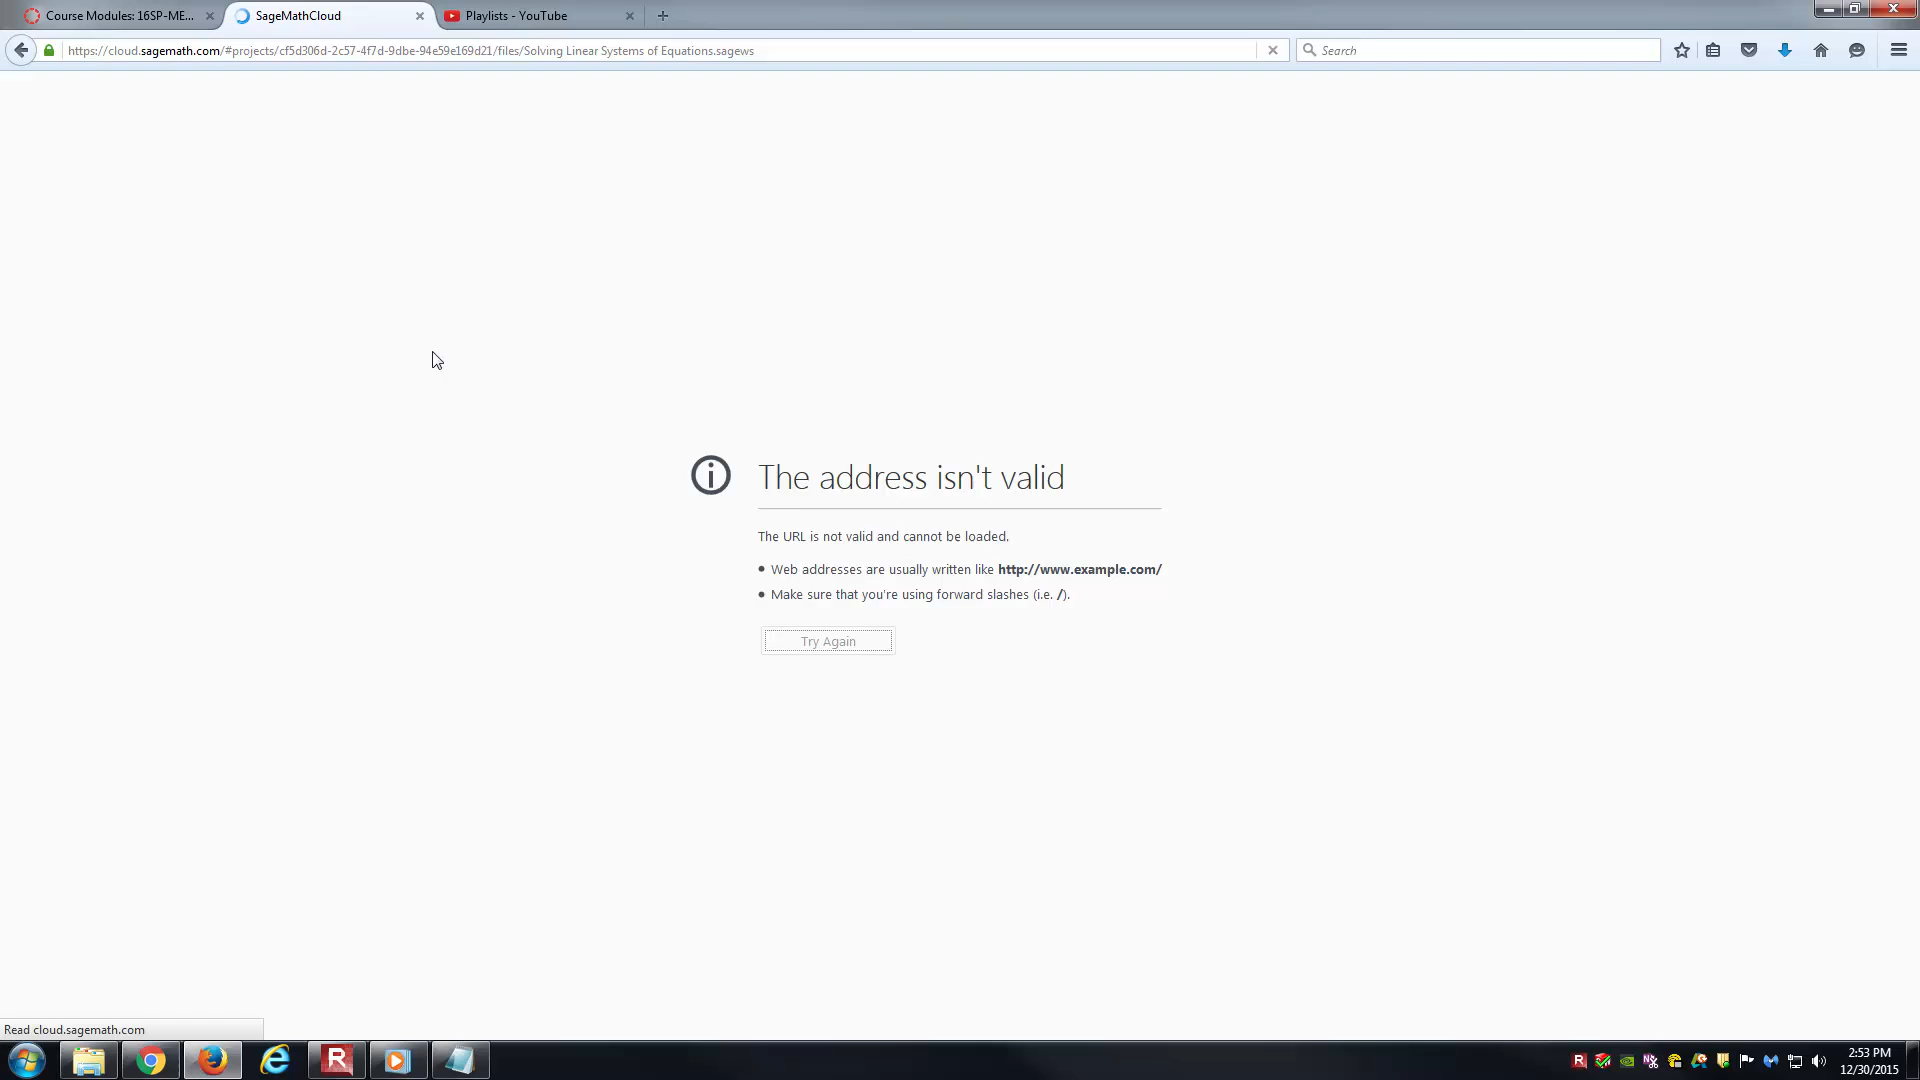 Course Modules: 16SP-ME...
SageMathCloud
Playlists - YouTube
https://cloud.sagemath.com/#projects/cf5d306d-2c57-4f7d-9dbe-94e59e169d21/files/Solving Linear Systems of Equations.sagews
Search
The address isn't valid
The URL is not valid and cannot be loaded.
Web addresses are usually written like http://www.example.com/
Make sure that you're using forward slashes (i.e. /).
Try Again
Read cloud.sagemath.com
2:53 PM
12/30/2015